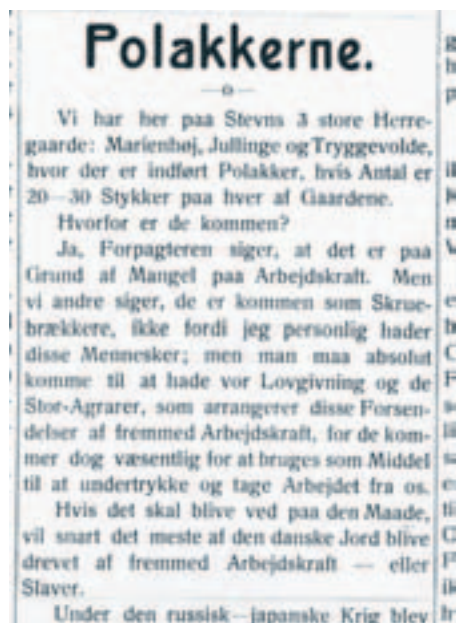 Polakkerne.
—o—
Vi har her paa Stevns 3 store Herre-
gaarde: Marienhøj, Jullinge og Tryggevolde,
hvor der er indført Polakker, hvis Antal er
20—30 Stykker paa hver af Gaardene.
Hvorfor er de kommen?
Ja, Forpagteren siger, at det er paa
Grund af Mangel paa Arbejdskraft. Men
vi andre siger, de er kommen som Skrue-
brækkere, ikke fordi jeg personlig hader
disse Mennesker; men man maa absolut
komme til at hade vor Lovgivning og de
Stor-Agrarer, som arrangerer disse Forsen-
delser af fremmed Arbejdskraft, for de kom-
mer dog væsentlig for at bruges som Middel
til at undertrykke og tage Arbejdet fra os.
Hvis det skal blive ved paa den Maade,
vil snart det meste af den danske Jord blive
drevet af fremmed Arbejdskraft — eller
Slaver.
Under den russisk—japanske Krig blev